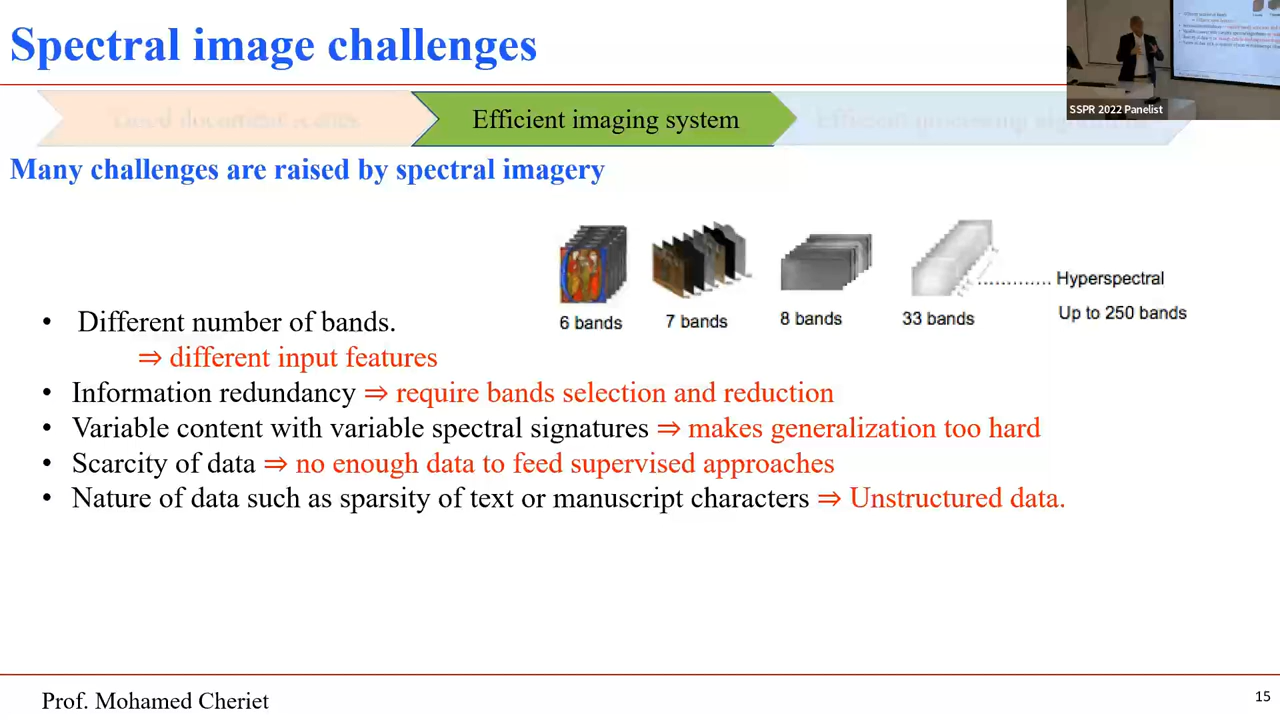 Spectral image challenges
SSPR 2022 Panelist
Efficient imaging system
Many challenges are raised by spectral imagery
Hyperspectral
Up to 250 bands
6 bands
7 bands
8 bands
33 bands
• Different number of bands.
⇒ different input features
• Information redundancy ⇒ require bands selection and reduction
• Variable content with variable spectral signatures ⇒ makes generalization too hard
• Scarcity of data ⇒ no enough data to feed supervised approaches
• Nature of data such as sparsity of text or manuscript characters ⇒ Unstructured data.
Prof. Mohamed Cheriet
15